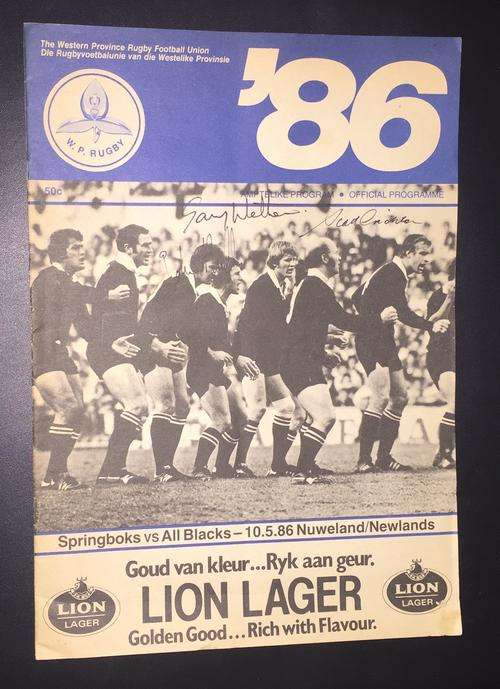 The Western Province Rugby Football Union
Die Rugbyvoetbalunie van die Westelike Provinsie
'86
W.P. RUGBY
50c
AMPTELIKE PROGRAM • OFFICIAL PROGRAMME
Springboks vs All Blacks – 10.5.86 Nuweland/Newlands
Goud van kleur...Ryk aan geur.
LION LAGER
Golden Good...Rich with Flavour.
LION
LAGER
LION
LAGER